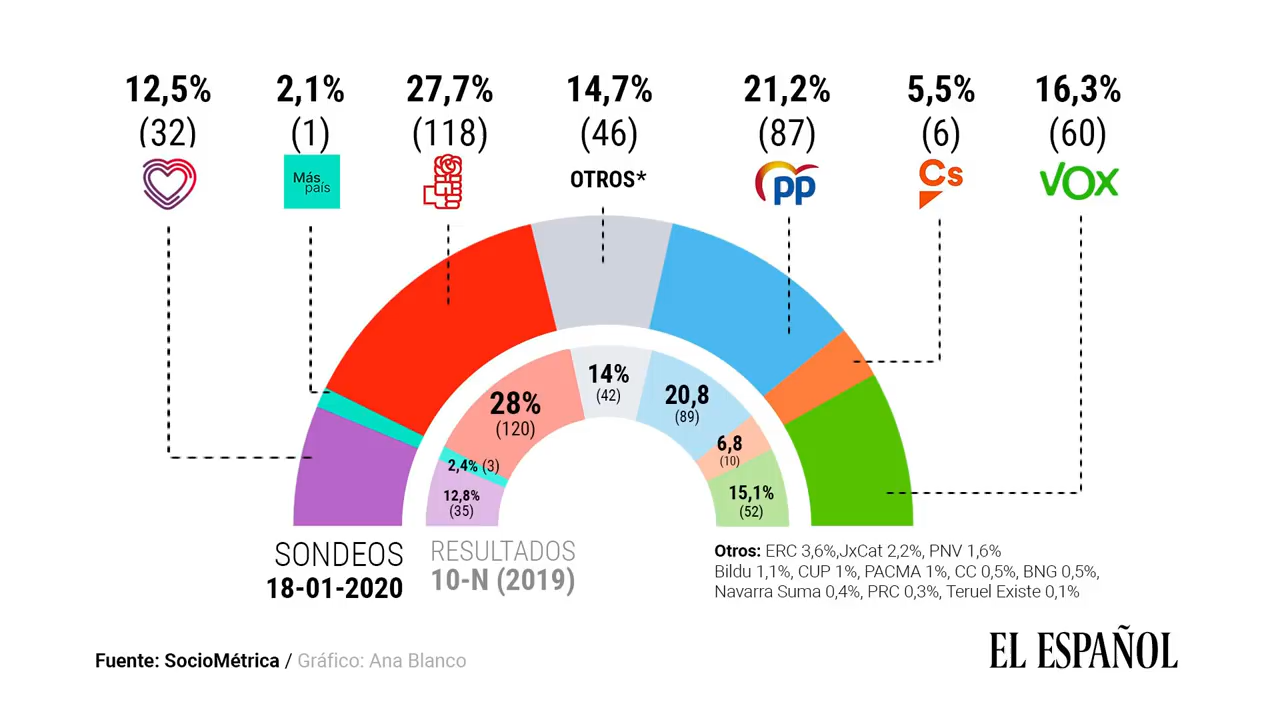 12,5% 2,1% 27,7% 14,7% 21,2% 5,5% 16,3%
(32) (1) (118) (46) (87) (6) (60)
Más
país
OTROS*
pp
Cs
VOX
28%
(120)
14%
(42)
20,8
(89)
6,8
(10)
2,4% (3)
12,8%
(35)
15,1%
(52)
SONDEOS
18-01-2020
RESULTADOS
10-N (2019)
Otros: ERC 3,6%,JxCat 2,2%, PNV 1,6%
Bildu 1,1%, CUP 1%, PACMA 1%, CC 0,5%, BNG 0,5%,
Navarra Suma 0,4%, PRC 0,3%, Teruel Existe 0,1%
Fuente: SocioMétrica / Gráfico: Ana Blanco
EL ESPAÑOL